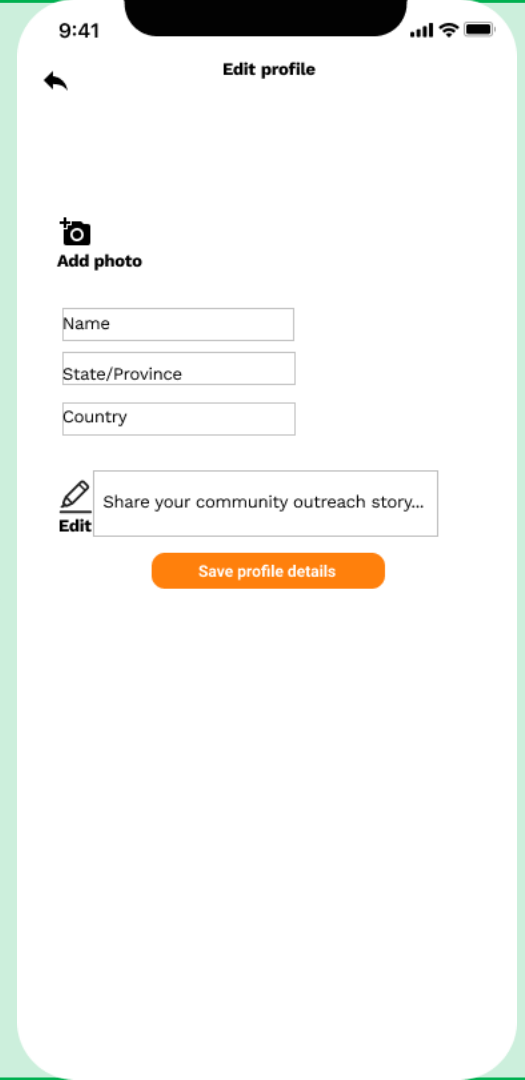 9:41
Edit profile
Add photo
Name
State/Province
Country
Share your community outreach story...
Edit
Save profile details